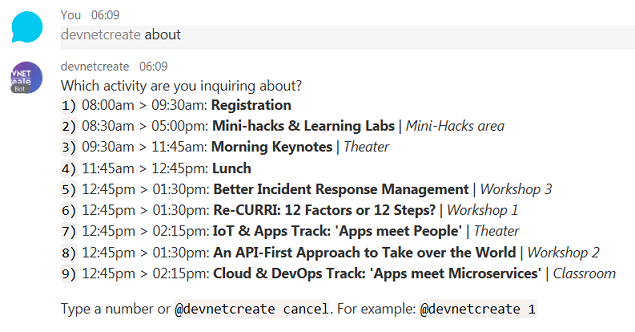 You 06:09
devnetcreate about
devnetcreate 06:09
Which activity are you inquiring about?
1) 08:00am > 09:30am: Registration
2) 08:30am > 05:00pm: Mini-hacks & Learning Labs | Mini-Hacks area
3) 09:30am > 11:45am: Morning Keynotes | Theater
4) 11:45am > 12:45pm: Lunch
5) 12:45pm > 01:30pm: Better Incident Response Management | Workshop 3
6) 12:45pm > 01:30pm: Re-CURRI: 12 Factors or 12 Steps? | Workshop 1
7) 12:45pm > 02:15pm: IoT & Apps Track: 'Apps meet People' | Theater
8) 12:45pm > 01:30pm: An API-First Approach to Take over the World | Workshop 2
9) 12:45pm > 02:15pm: Cloud & DevOps Track: 'Apps meet Microservices' | Classroom
Type a number or @devnetcreate cancel. For example: @devnetcreate 1
Bot